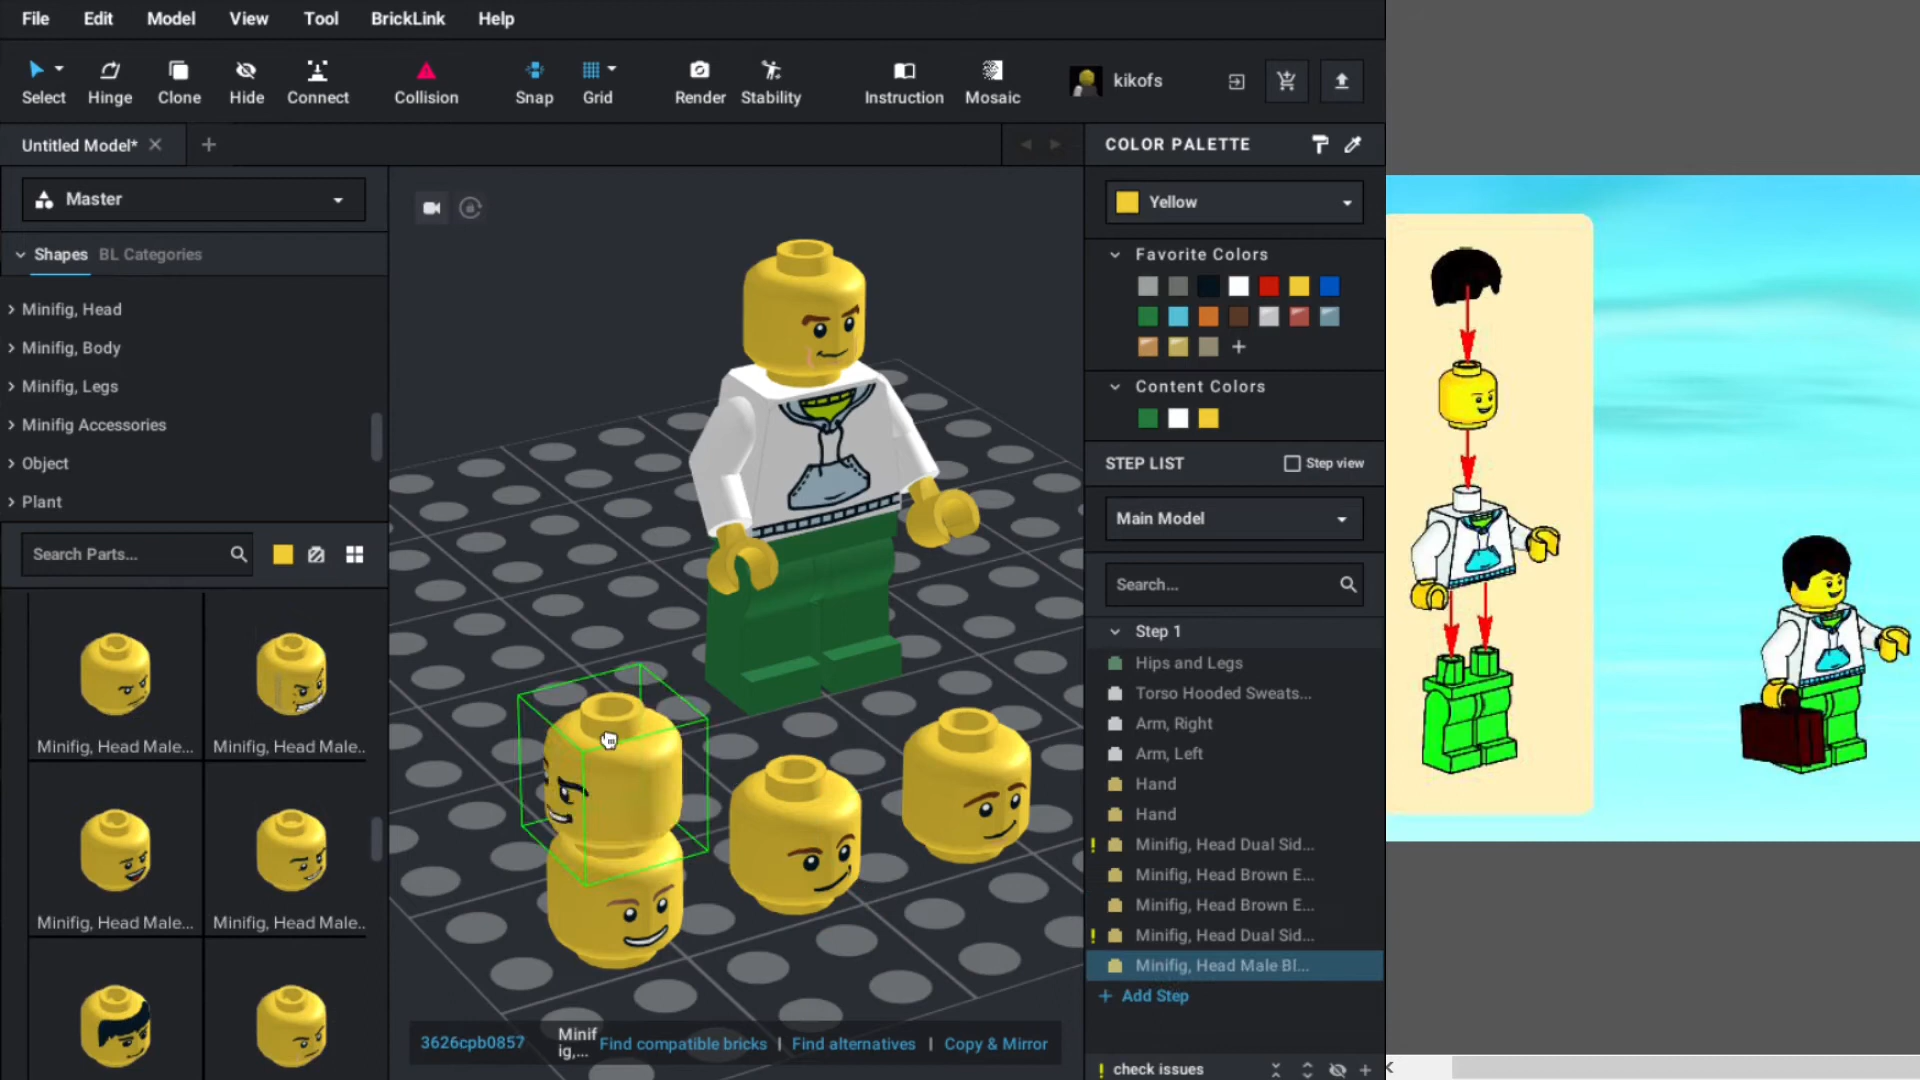 File Edit Model View Tool BrickLink Help
Select Hinge Clone Hide Connect Collision Snap Grid Render Stability Instruction Mosaic kikofs
Untitled Model*
Master
Shapes BL Categories
Minifig, Head
Minifig, Body
Minifig, Legs
Minifig Accessories
Object
Plant
Search Parts...
Minifig, Head Male... Minifig, Head Male..
Minifig, Head Male... Minifig, Head Male..
3626cpb0857 Minif
ig,... Find compatible bricks | Find alternatives | Copy & Mirror
COLOR PALETTE
Yellow
Favorite Colors
Content Colors
STEP LIST Step view
Main Model
Search...
Step 1
Hips and Legs
Torso Hooded Sweats...
Arm, Right
Arm, Left
Hand
Hand
! Minifig, Head Dual Sid...
Minifig, Head Brown E...
Minifig, Head Brown E...
! Minifig, Head Dual Sid...
Minifig, Head Male Bl...
+ Add Step
! check issues